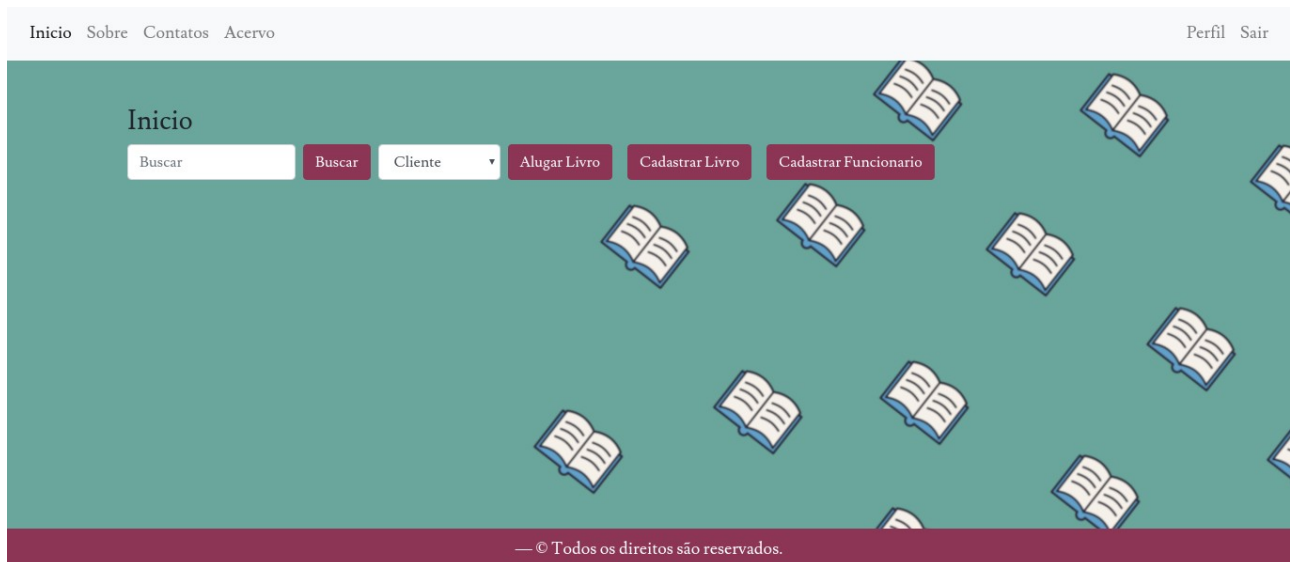 Inicio Sobre Contatos Acervo Perfil Sair
Inicio
Buscar Buscar Cliente Alugar Livro Cadastrar Livro Cadastrar Funcionario
— © Todos os direitos são reservados.